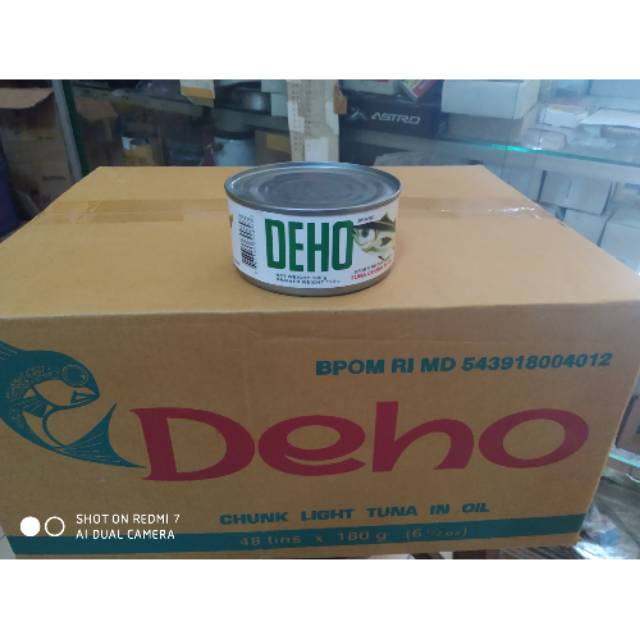 ASTRO
DEHO
BPOM RI MD 543918004012
Deho
CHUNK LIGHT TUNA IN OIL
48 tins x 180 g
SHOT ON REDMI 7
AI DUAL CAMERA